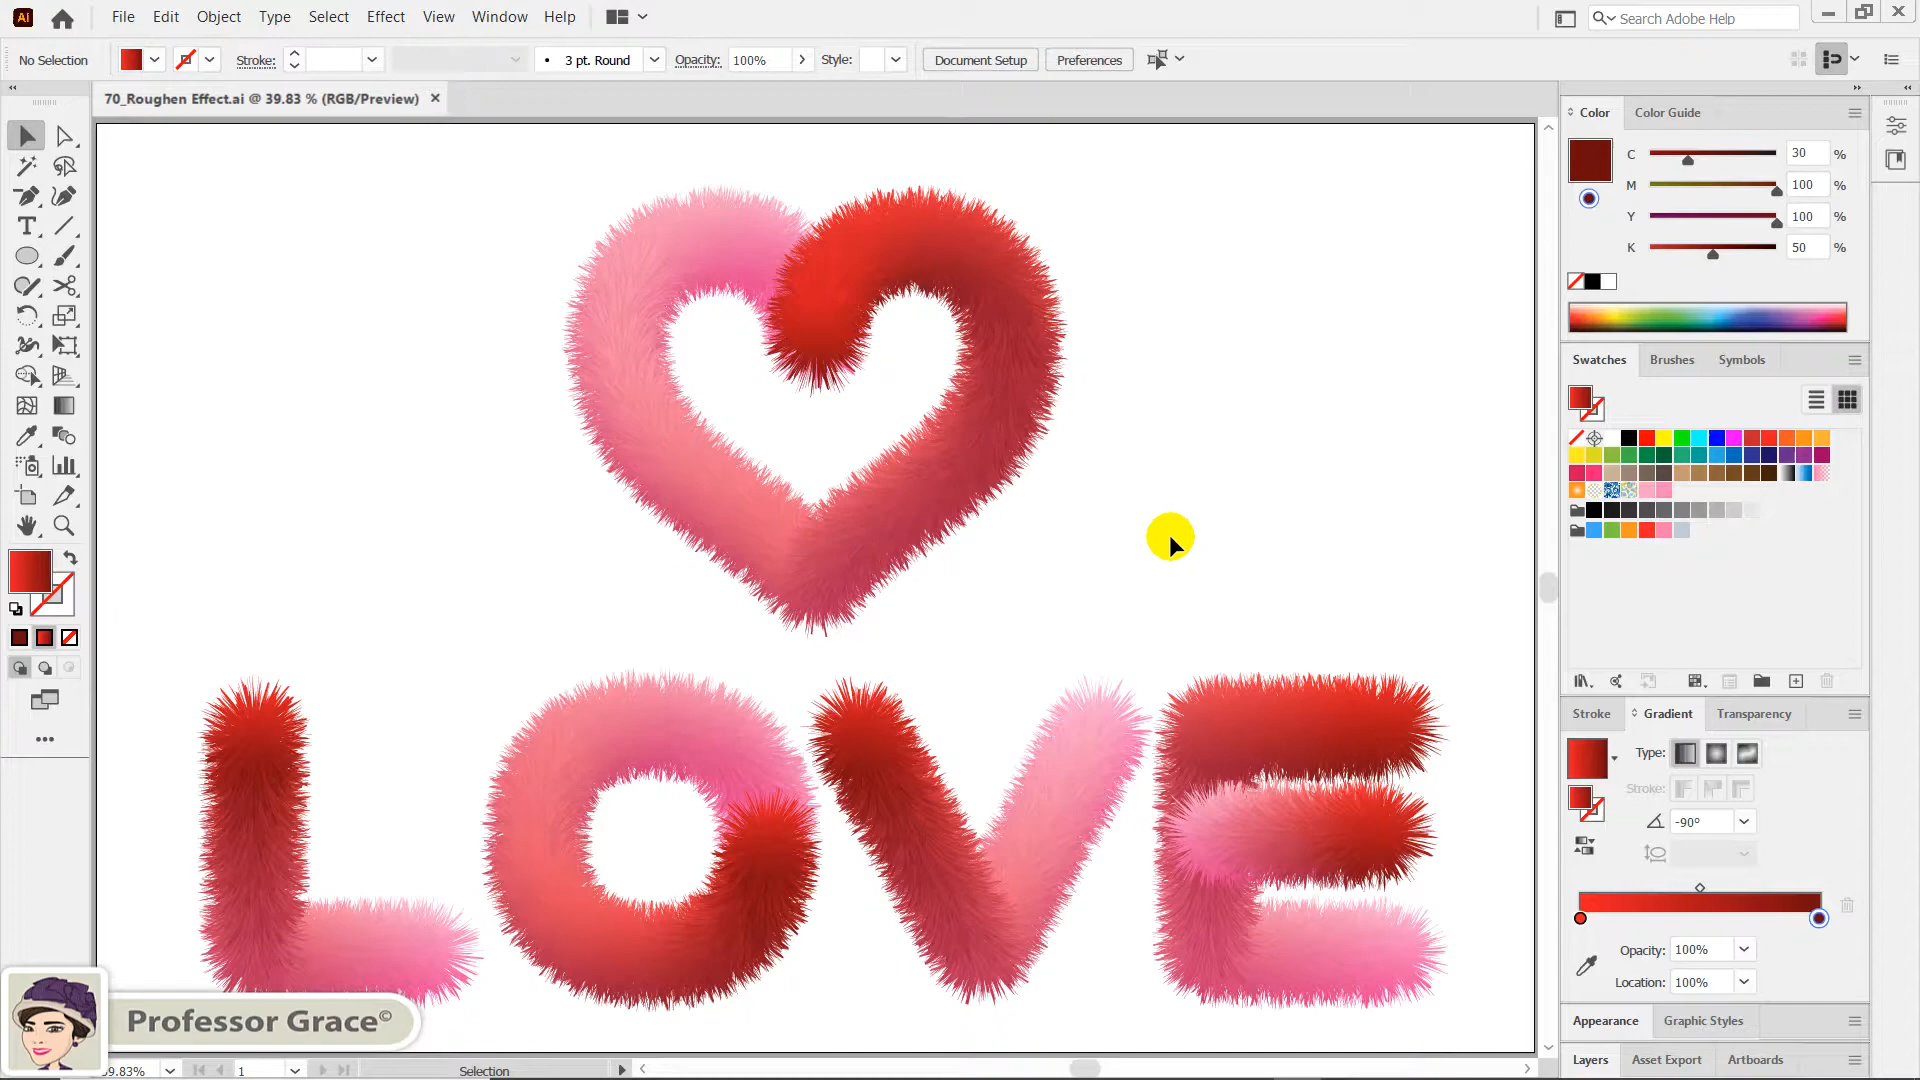 Ai File Edit Object Type Select Effect View Window Help Search Adobe Help
No Selection Stroke: 3 pt. Round Opacity: 100% Style: Document Setup Preferences
70_Roughen Effect.ai @ 39.83 % (RGB/Preview)
Color Color Guide
C 30 %
M 100 %
Y 100 %
K 50 %
Swatches Brushes Symbols
LOVE
Stroke Gradient Transparency
Type:
Stroke:
-90°
Opacity: 100%
Location: 100%
Professor Grace©
Appearance Graphic Styles
Layers Asset Export Artboards
39.83% 1 Selection